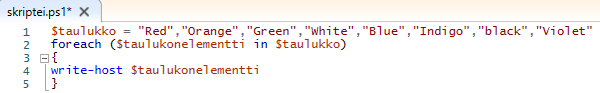 skriptei.ps1*
1 $taulukko = "Red","Orange","Green","White","Blue","Indigo","black","Violet"
2 foreach ($taulukonelementti in $taulukko)
3 {
4 write-host $taulukonelementti
5 }